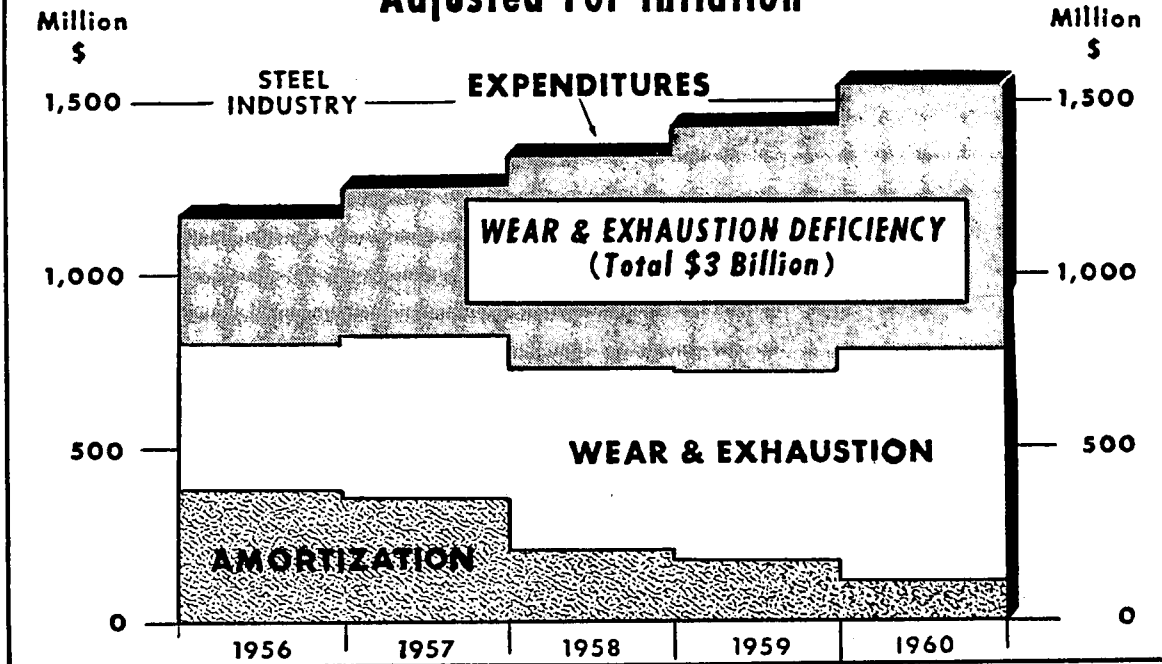 Adjusted For Inflation
Million
$
Million
$
STEEL
INDUSTRY
EXPENDITURES
1,500
1,500
WEAR & EXHAUSTION DEFICIENCY
(Total $3 Billion)
1,000
1,000
WEAR & EXHAUSTION
500
500
AMORTIZATION
0
0
1956 1957 1958 1959 1960